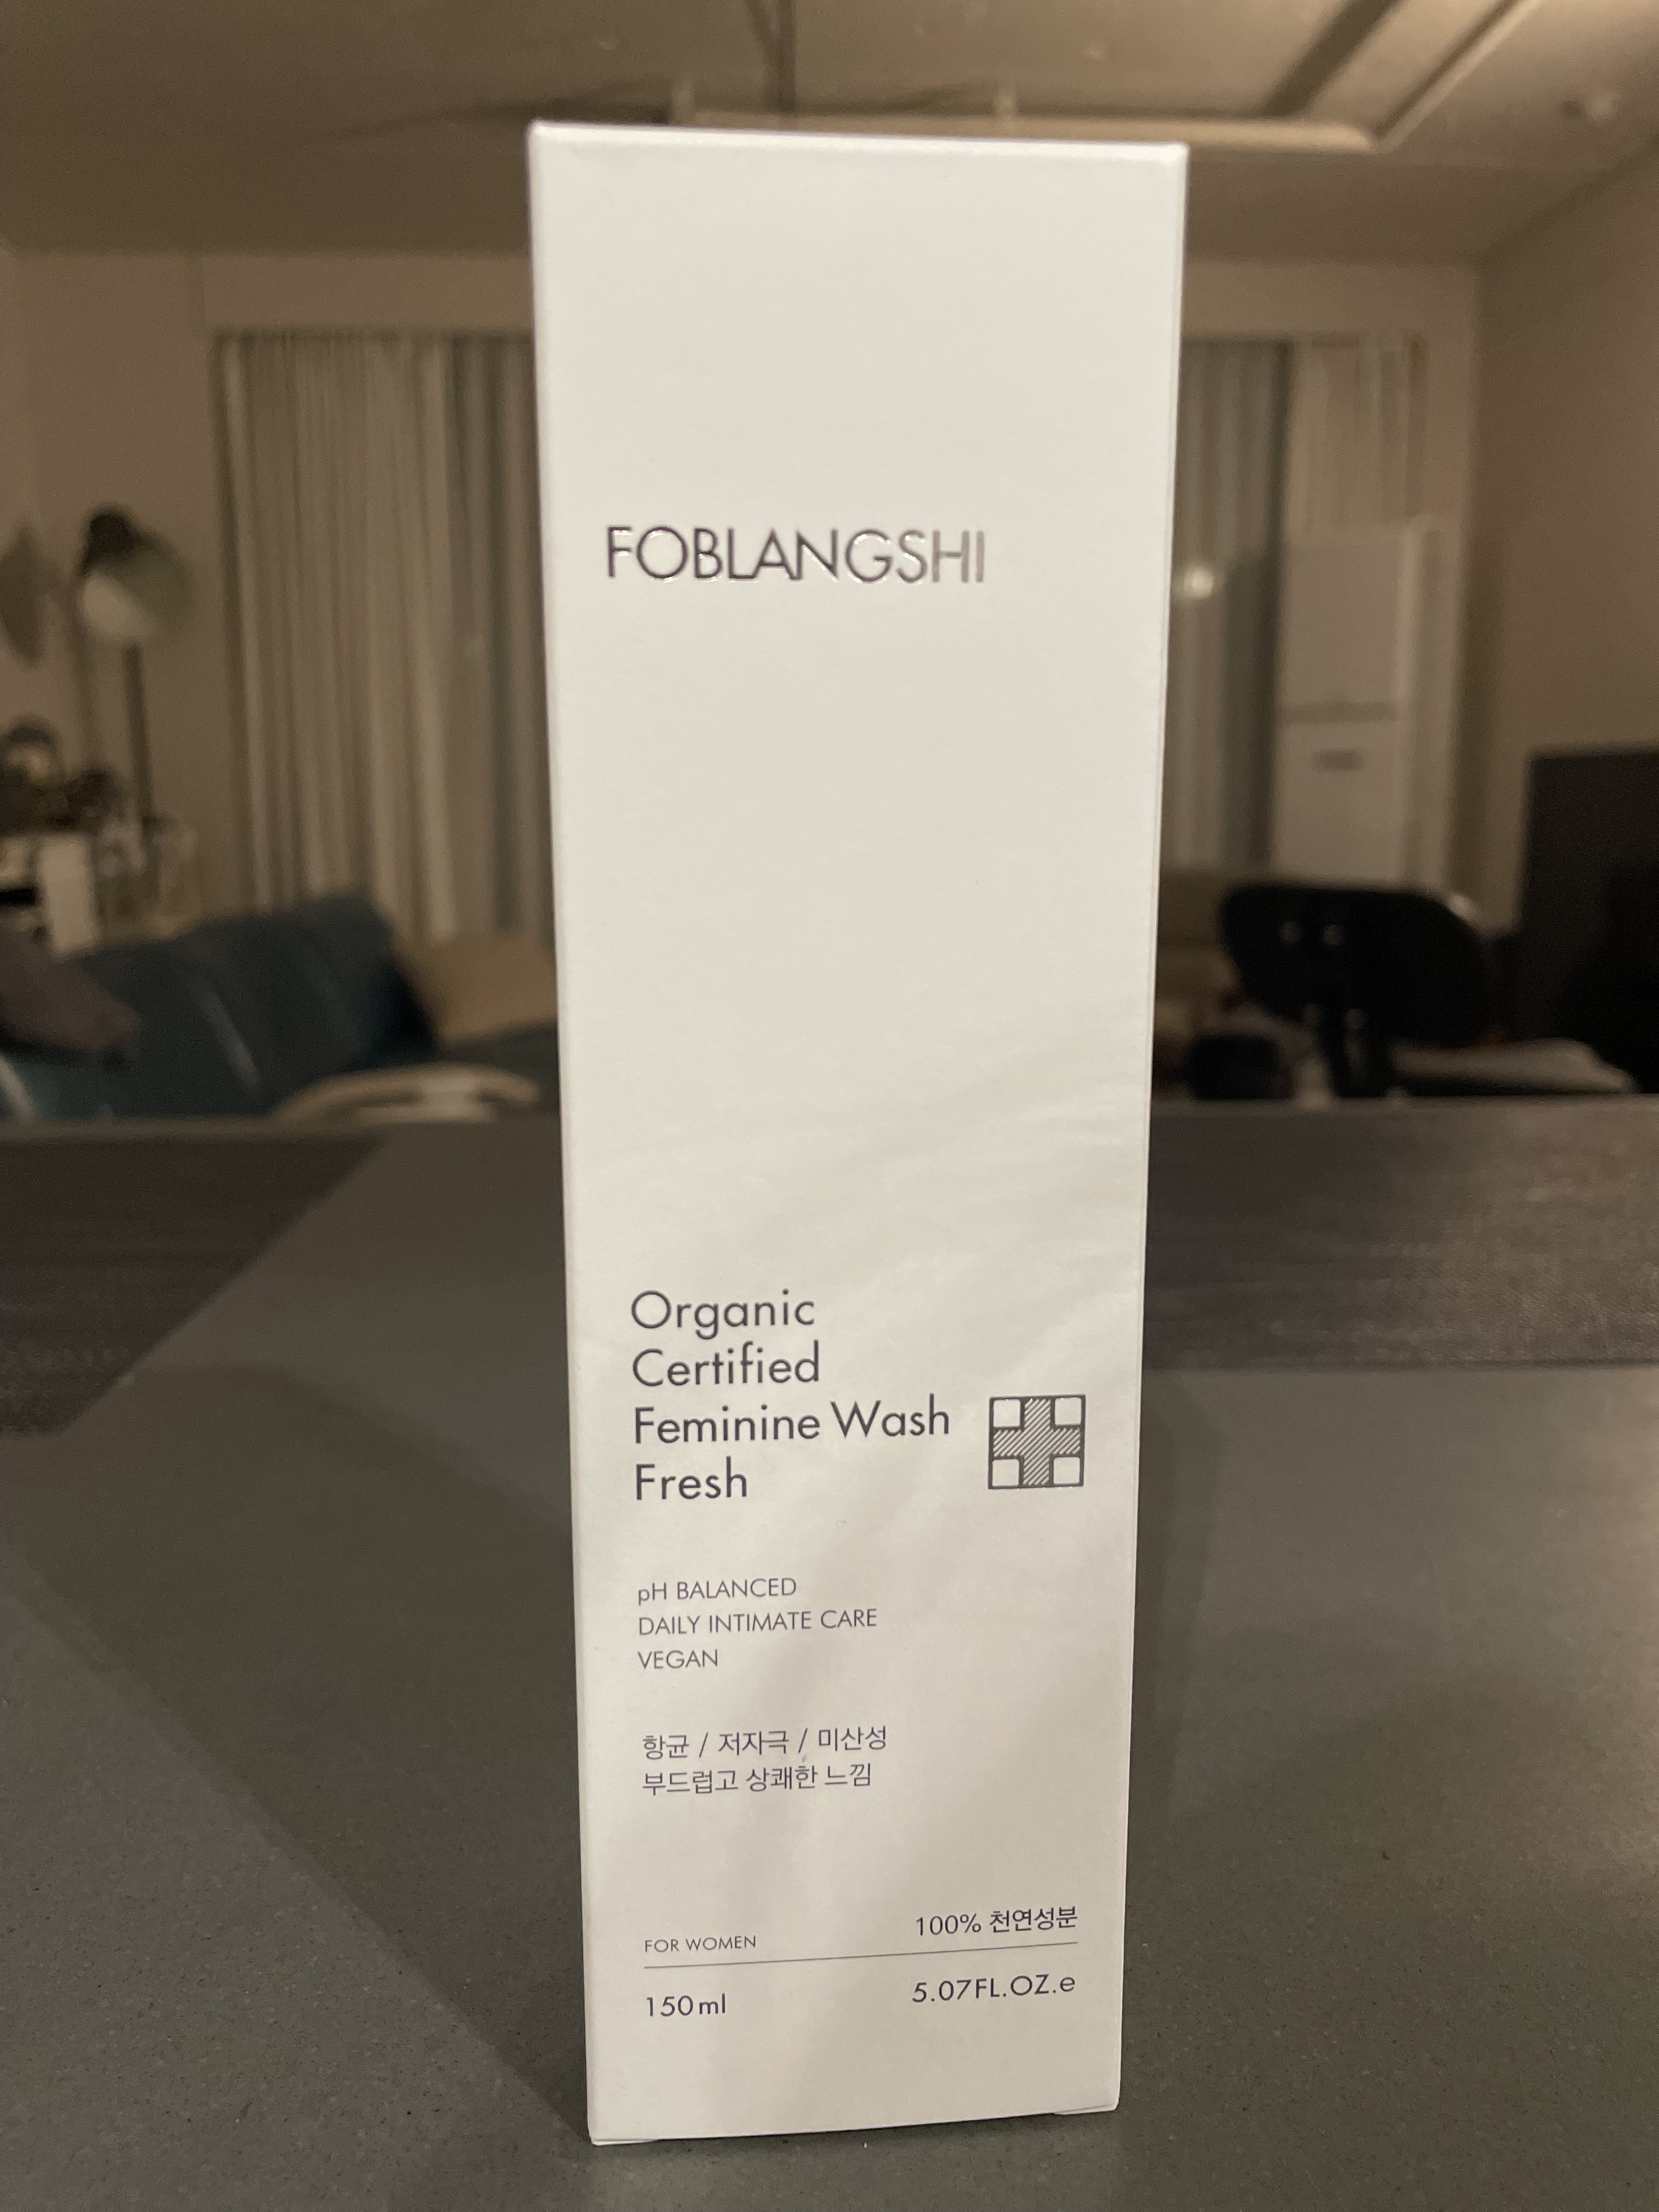 FOBLANGSHI
Organic
Certified
Feminine Wash
Fresh
pH BALANCED
DAILY INTIMATE CARE
VEGAN
항균 / 저자극 / 미산성
부드럽고 상쾌한 느낌
FOR WOMEN 100% 천연성분
150ml 5.07FL.OZ.e